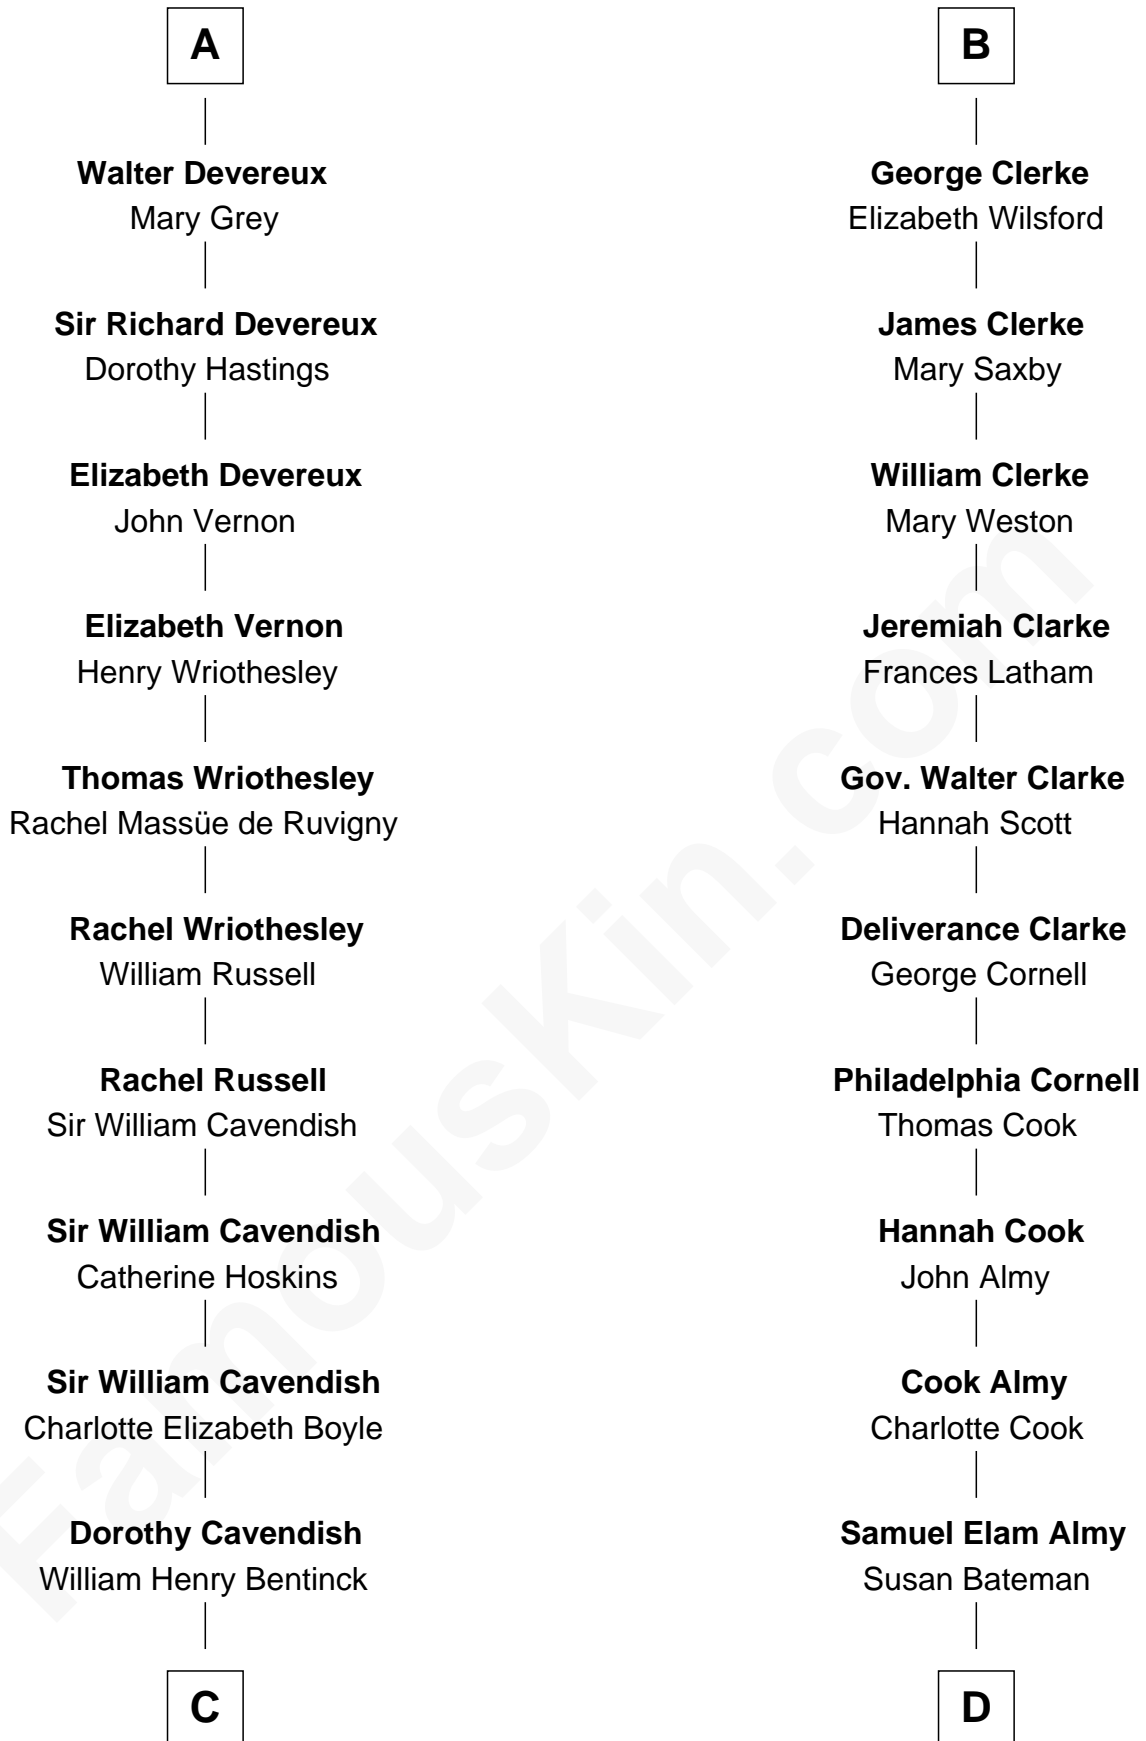 A
Walter Devereux
Mary Grey
Sir Richard Devereux
Dorothy Hastings
Elizabeth Devereux
John Vernon
Elizabeth Vernon
Henry Wriothesley
Thomas Wriothesley
Rachel Massüe de Ruvigny
Rachel Wriothesley
William Russell
Rachel Russell
Sir William Cavendish
Sir William Cavendish
Catherine Hoskins
Sir William Cavendish
Charlotte Elizabeth Boyle
Dorothy Cavendish
William Henry Bentinck
C
B
George Clerke
Elizabeth Wilsford
James Clerke
Mary Saxby
William Clerke
Mary Weston
Jeremiah Clarke
Frances Latham
Gov. Walter Clarke
Hannah Scott
Deliverance Clarke
George Cornell
Philadelphia Cornell
Thomas Cook
Hannah Cook
John Almy
Cook Almy
Charlotte Cook
Samuel Elam Almy
Susan Bateman
D
FamousKin.com